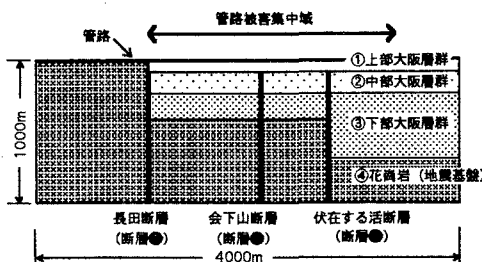 管路被害集中域
管路
①上部大阪層群
②中部大阪層群
③下部大阪層群
④花崗岩(地震基盤)
1000m
長田断層
(断層●)
会下山断層
(断層●)
伏在する活断層
(断層●)
4000m